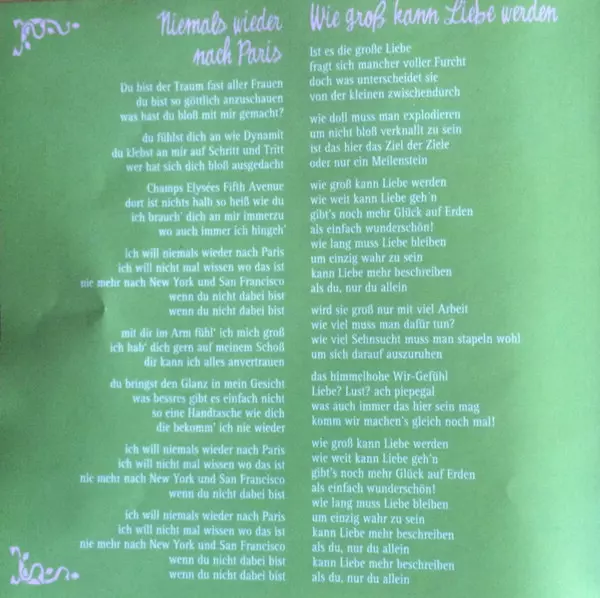 Niemals wieder
nach Paris
Du bist der Traum fast aller Frauen
du bist so göttlich anzuschauen
was hast du bloß mit mir gemacht?
du fühlst dich an wie Dynamit
du klebst an mir auf Schritt und Tritt
wer hat sich dich bloß ausgedacht
Champs Elysées Fifth Avenue
dort ist nichts halb so heiß wie du
ich brauch' dich an mir immerzu
wo auch immer ich hingeh'
ich will niemals wieder nach Paris
ich will nicht mal wissen wo das ist
nie mehr nach New York und San Francisco
wenn du nicht dabei bist
wenn du nicht dabei bist
mit dir im Arm fühl' ich mich groß
ich hab' dich gern auf meinem Schoß
dir kann ich alles anvertrauen
du bringst den Glanz in mein Gesicht
was bessres gibt es einfach nicht
so eine Handtasche wie dich
die bekomm' ich nie wieder
ich will niemals wieder nach Paris
ich will nicht mal wissen wo das ist
nie mehr nach New York und San Francisco
wenn du nicht dabei bist
ich will niemals wieder nach Paris
ich will nicht mal wissen wo das ist
nie mehr nach New York und San Francisco
wenn du nicht dabei bist
wenn du nicht dabei bist
Wie groß kann Liebe werden
Ist es die große Liebe
fragt sich mancher voller Furcht
doch was unterscheidet sie
von der kleinen zwischendurch
wie doll muss man explodieren
um nicht bloß verknallt zu sein
ist das hier das Ziel der Ziele
oder nur ein Meilenstein
wie groß kann Liebe werden
wie weit kann Liebe geh'n
gibt's noch mehr Glück auf Erden
als einfach wunderschön!
wie lang muss Liebe bleiben
um einzig wahr zu sein
kann Liebe mehr beschreiben
als du, nur du allein
wird sie groß nur mit viel Arbeit
wie viel muss man dafür tun?
wie viel Sehnsucht muss man stapeln wohl
um sich darauf auszuruhen
das himmelhohe Wir-Gefühl
Liebe? Lust? ach piepegal
was auch immer das hier sein mag
komm wir machen's gleich noch mal!
wie groß kann Liebe werden
wie weit kann Liebe geh'n
gibt's noch mehr Glück auf Erden
als einfach wunderschön!
wie lang muss Liebe bleiben
um einzig wahr zu sein
kann Liebe mehr beschreiben
als du, nur du allein
kann Liebe mehr beschreiben
als du, nur du allein